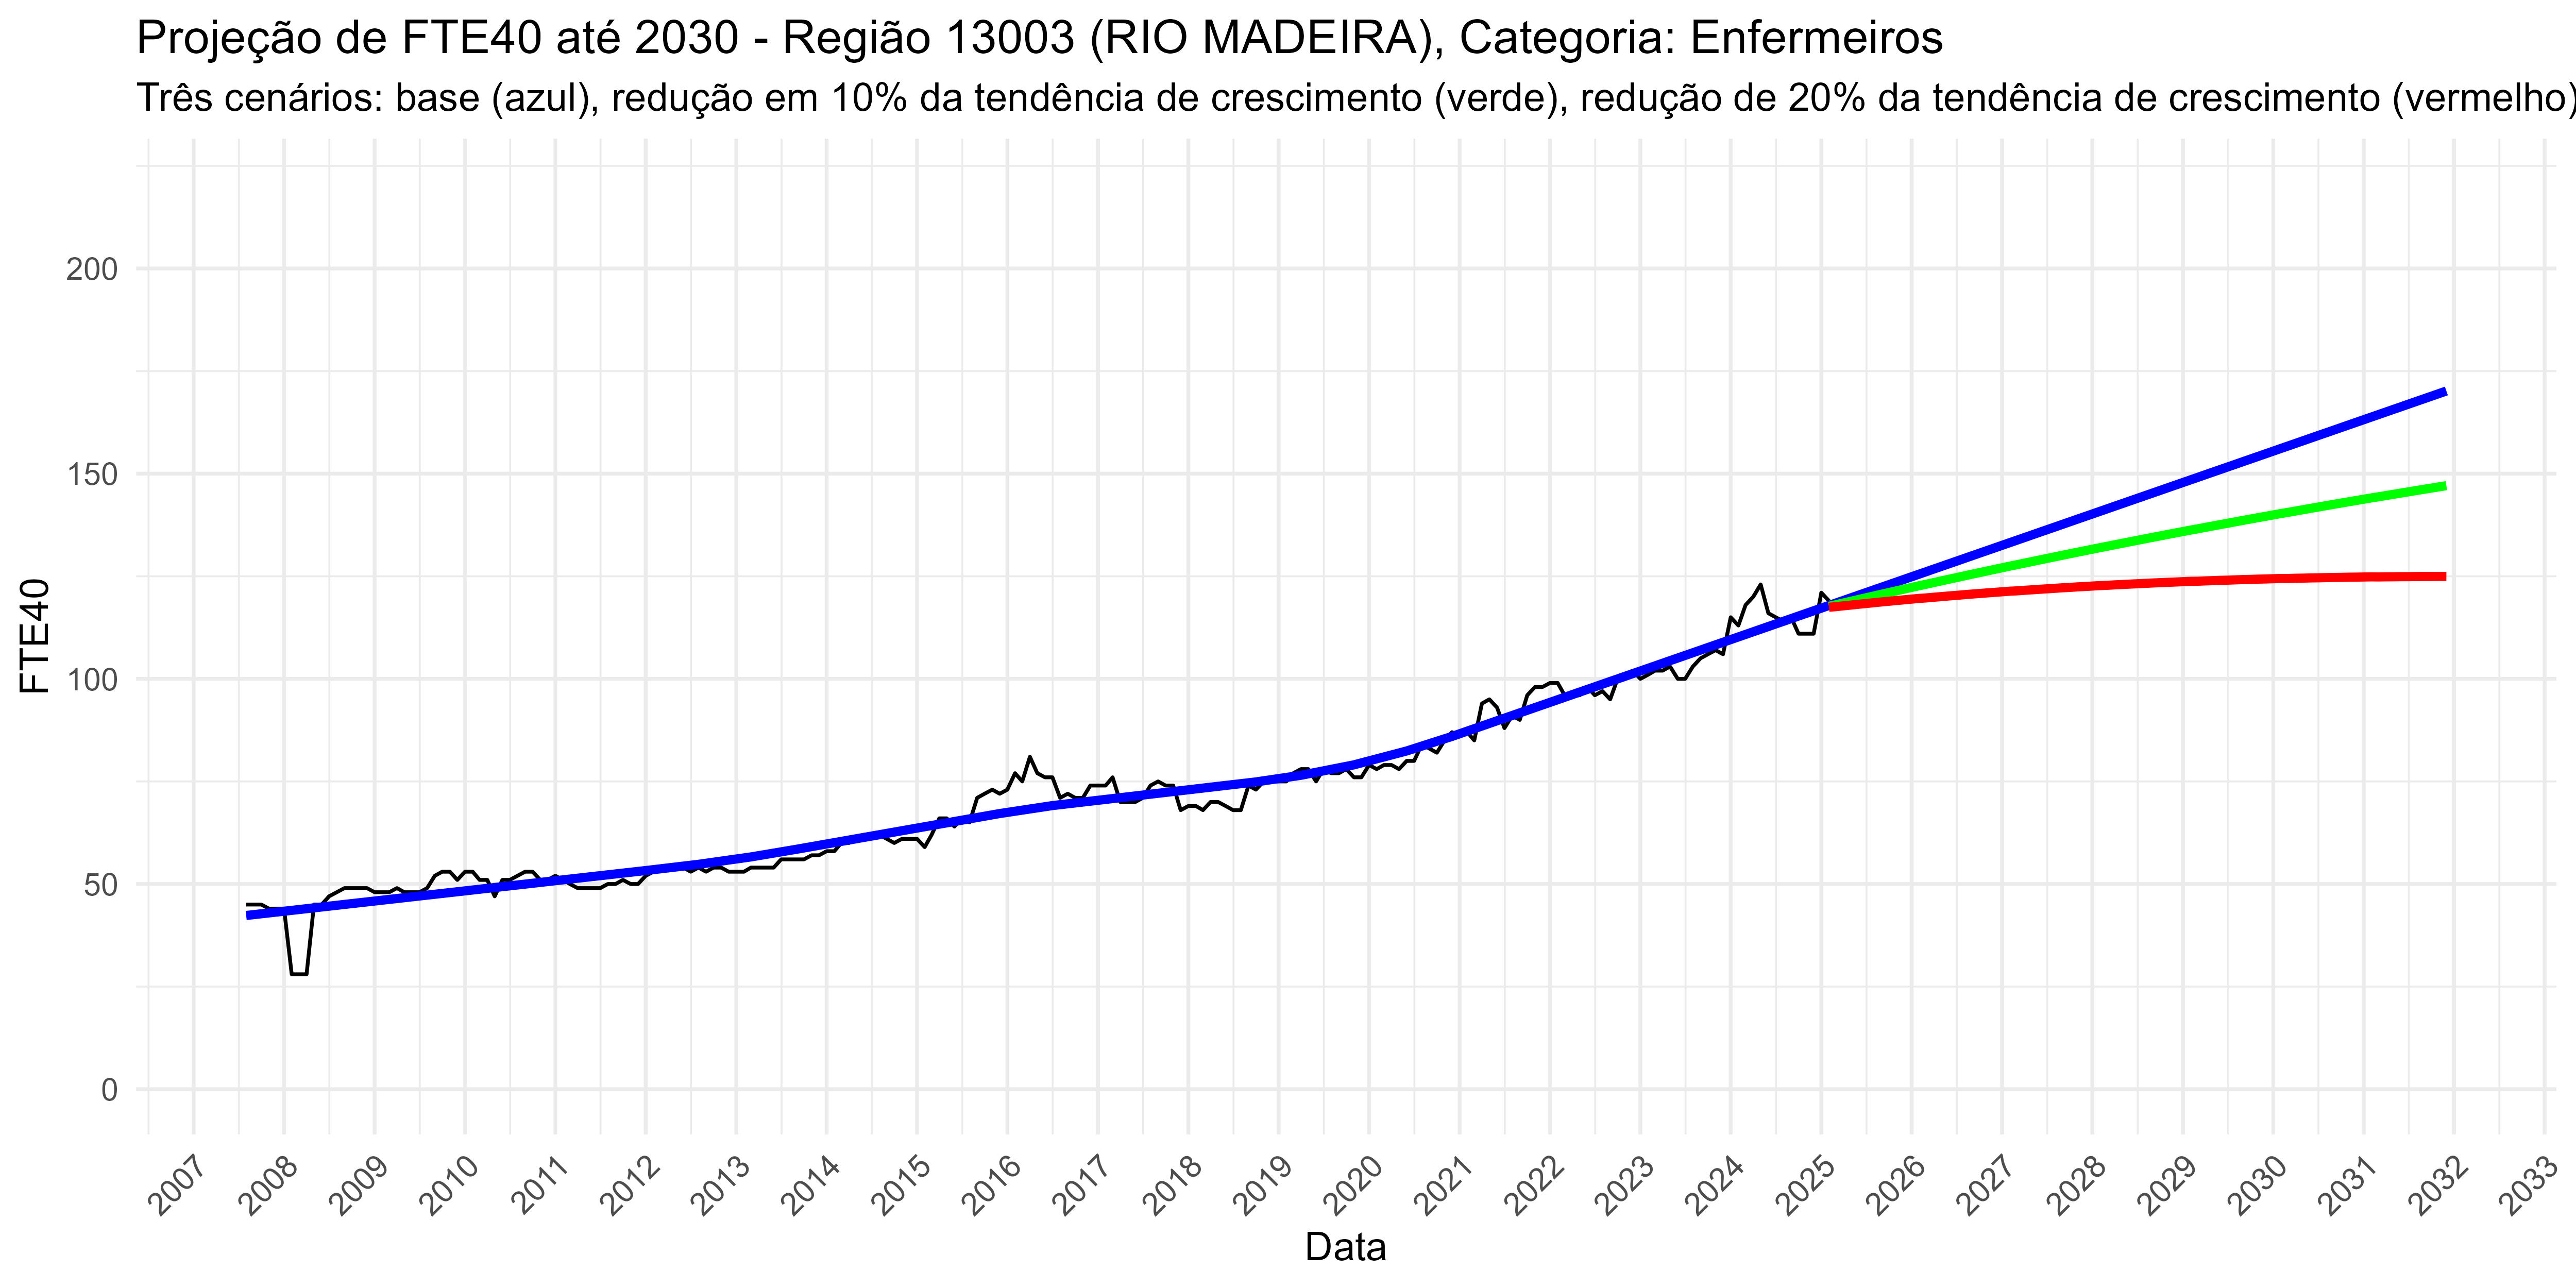 Projeção de FTE40 até 2030 - Região 13003 (RIO MADEIRA), Categoria: Enfermeiros
Três cenários: base (azul), redução em 10% da tendência de crescimento (verde), redução de 20% da tendência de crescimento (vermelho)
200
150
100
50
0
FTE40
2007 2008 2009 2010 2011 2012 2013 2014 2015 2016 2017 2018 2019 2020 2021 2022 2023 2024 2025 2026 2027 2028 2029 2030 2031 2032 2033
Data